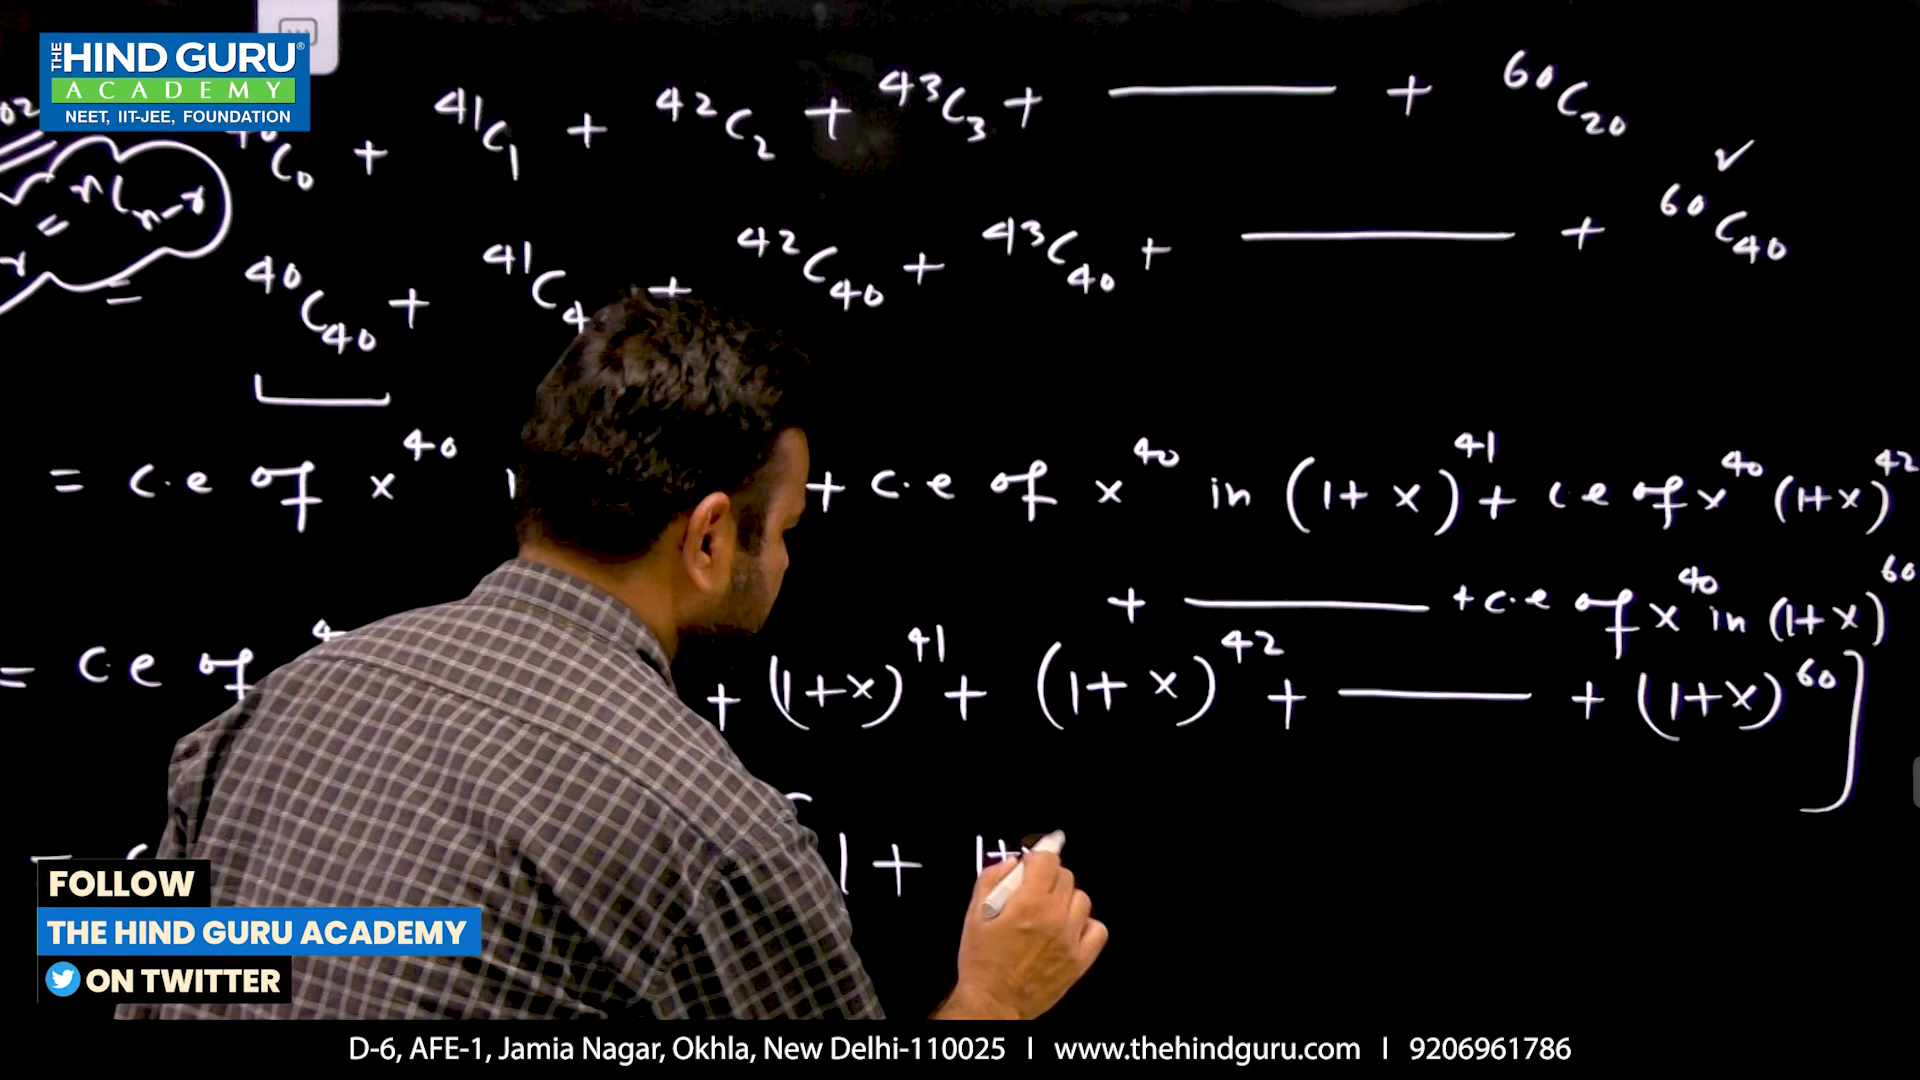 THE HIND GURU®
ACADEMY
NEET, IIT-JEE, FOUNDATION
⁴⁰C₀ + ⁴¹C₁ + ⁴²C₂ + ⁴³C₃ + ——— + ⁶⁰C₂₀
ⁿCₙ₋ᵣ
=
⁴⁰C₄₀ + ⁴¹C₄ + ⁴²C₄₀ + ⁴³C₄₀ + ——— + ⁶⁰C₄₀ ✓
= c.e of x⁴⁰ + c.e of x⁴⁰ in (1+x)⁴¹ + c e of x⁴⁰ (1+x)⁴²
+ ——— + c.e of x⁴⁰ in (1+x)⁶⁰
= c e of + (1+x)⁴¹ + (1+x)⁴² + ——— + (1+x)⁶⁰]
= 1 + 1+x
FOLLOW
THE HIND GURU ACADEMY
ON TWITTER
D-6, AFE-1, Jamia Nagar, Okhla, New Delhi-110025 | www.thehindguru.com | 9206961786